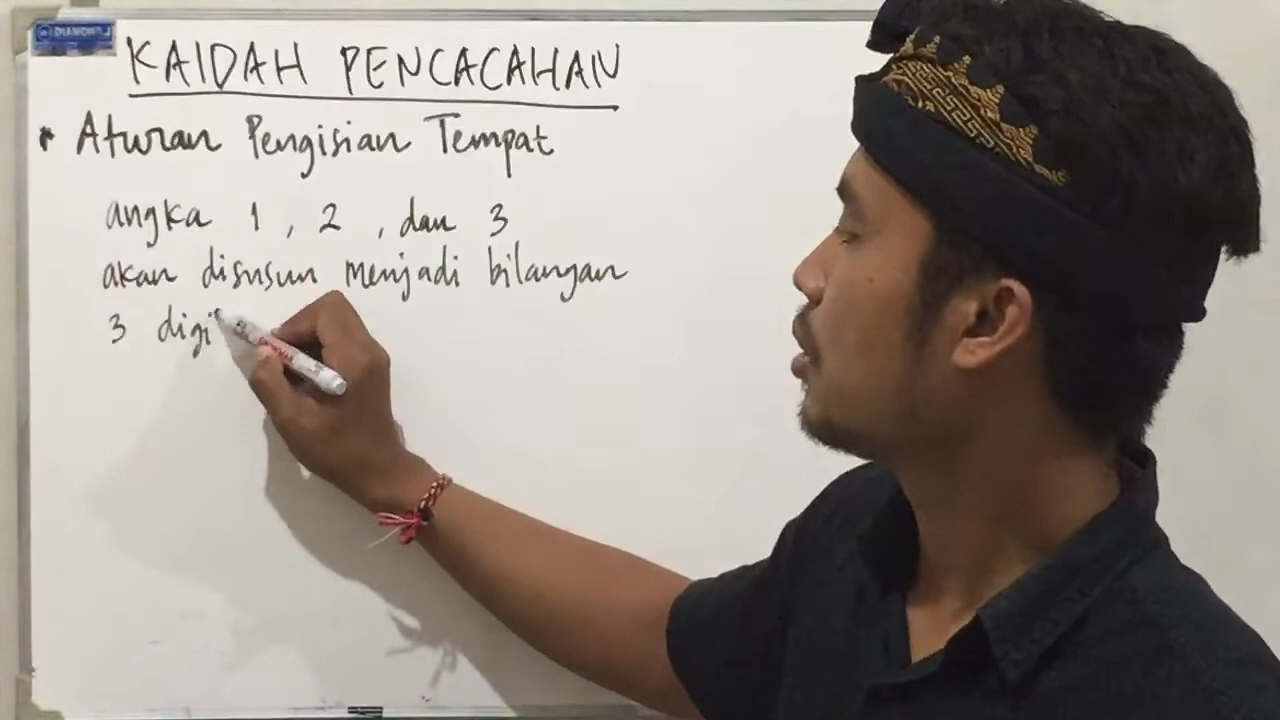 KAIDAH PENCACAHAN
• Aturan Pengisian Tempat
angka 1 , 2 , dan 3
akan disusun menjadi bilangan
3 digi